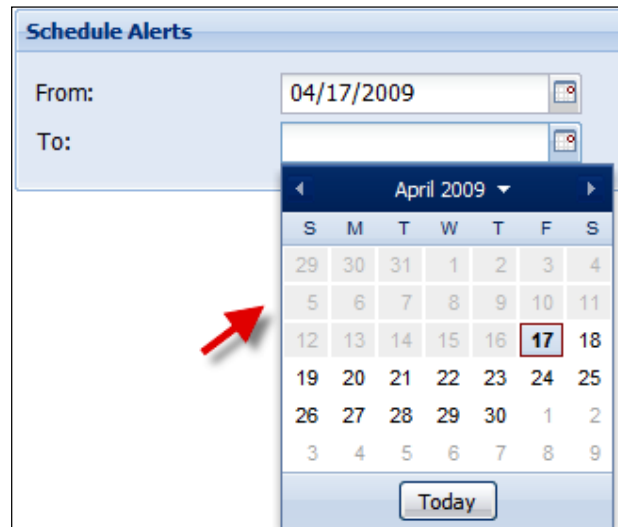 Schedule Alerts
From: 04/17/2009
To:
April 2009
S M T W T F S
29 30 31 1 2 3 4
5 6 7 8 9 10 11
12 13 14 15 16 17 18
19 20 21 22 23 24 25
26 27 28 29 30 1 2
3 4 5 6 7 8 9
Today